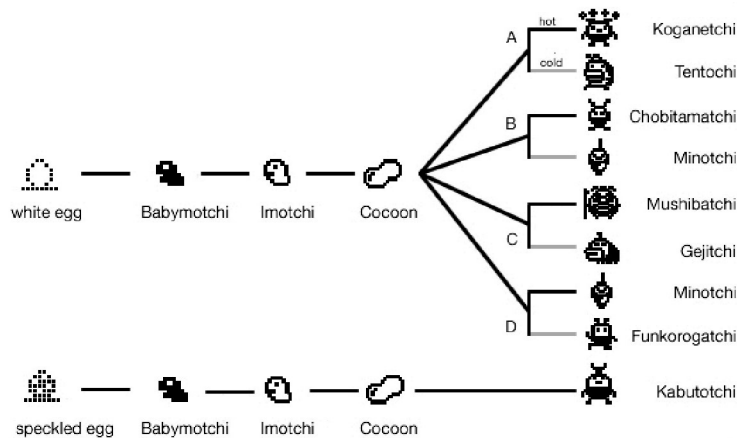 A
hot
Koganetchi
cold
Tentochi
B
Chobitamatchi
Minotchi
white egg
Babymotchi
Imotchi
Cocoon
Mushibatchi
C
Gejitchi
Minotchi
D
Funkorogatchi
speckled egg
Babymotchi
Imotchi
Cocoon
Kabutotchi